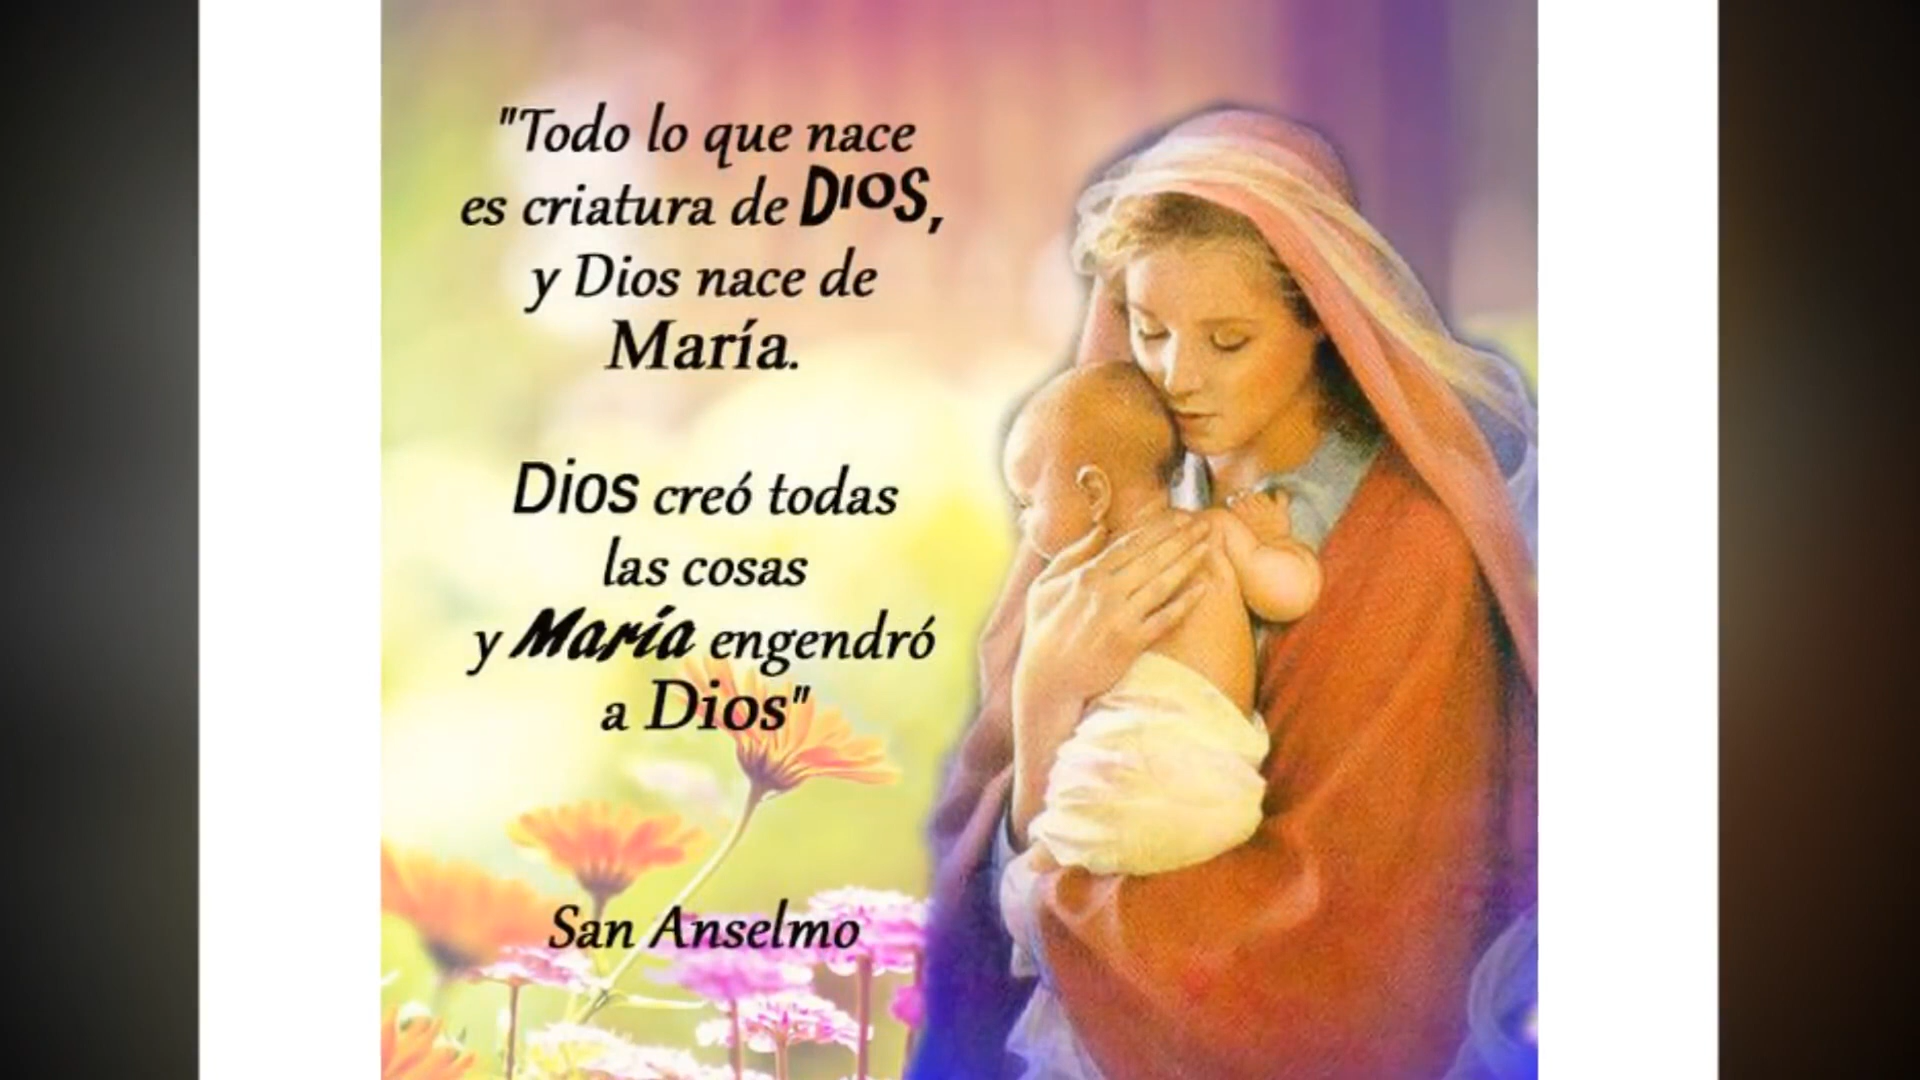 "Todo lo que nace
es criatura de DIOS,
y Dios nace de
María.
Dios creó todas
las cosas
y María engendró
a Dios"
San Anselmo